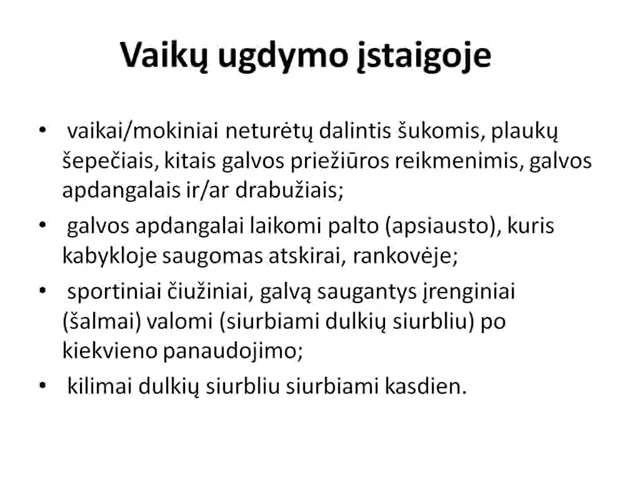 Vaikų ugdymo įstaigoje
• vaikai/mokiniai neturėtų dalintis šukomis, plaukų
šepečiais, kitais galvos priežiūros reikmenimis, galvos
apdangalais ir/ar drabužiais;
• galvos apdangalai laikomi palto (apsiausto), kuris
kabykloje saugomas atskirai, rankovėje;
• sportiniai čiužiniai, galvą saugantys įrenginiai
(šalmai) valomi (siurbiami dulkių siurbliu) po
kiekvieno panaudojimo;
• kilimai dulkių siurbliu siurbiami kasdien.